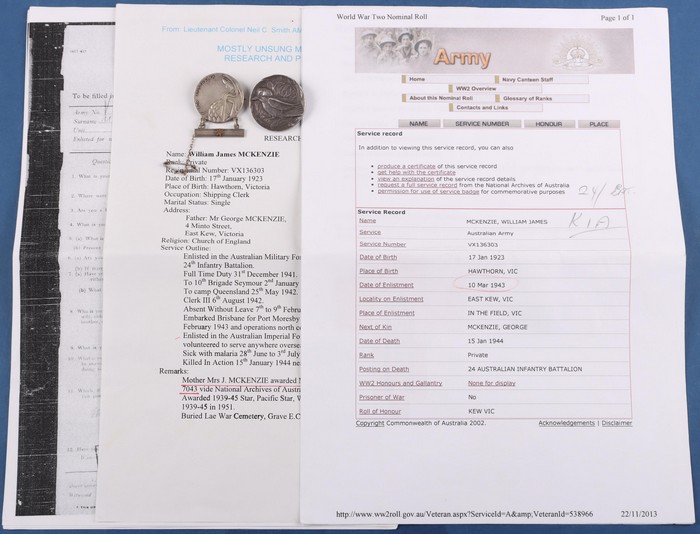 To be filled in
Army No.
Surname
Enlisted for
From Lieutenant Colonel Neil C. Smith AM
MOSTLY UNSUNG M
RESEARCH AND P
RESEARC
Name: William James MCKENZIE
Rank: Private
Regimental Number: VX136303
Date of Birth: 17th January 1923
Place of Birth: Hawthorn, Victoria
Occupation: Shipping Clerk
Marital Status: Single
Address:
Father: Mr George MCKENZIE,
4 Minto Street,
East Kew, Victoria
Religion: Church of England
Service Outline:
Enlisted in the Australian Military Fo
24th Infantry Battalion.
Full Time Duty 31st December 1941.
To 10th Brigade Seymour 2nd January
To camp Queensland 25th May 1942.
Clerk III 6th August 1942.
Absent Without Leave 7th to 9th Febru
Embarked Brisbane for Port Moresby
February 1943 and operations north c
Enlisted in the Australian Imperial Fo
volunteered to serve anywhere overse
Sick with malaria 28th June to 3rd July
Killed In Action 15th January 1944 ne
Remarks:
Mother Mrs J. MCKENZIE awarded
7043 vide National Archives of Austra
Awarded 1939-45 Star, Pacific Star, W
1939-45 in 1951.
Buried Lae War Cemetery, Grave E.C
World War Two Nominal Roll Page 1 of 1
Army
Home Navy Canteen Staff
WW2 Overview
About this Nominal Roll Glossary of Ranks
Contacts and Links
NAME SERVICE NUMBER HONOUR PLACE
Service record
In addition to viewing this service record, you can also
• produce a certificate of this service record
• get help with the certificate
• view an explanation of the service record details
• request a full service record from the National Archives of Australia
• permission for use of service badge for commemorative purposes
24/
KIA
Service Record
Name MCKENZIE, WILLIAM JAMES
Service Australian Army
Service Number VX136303
Date of Birth 17 Jan 1923
Place of Birth HAWTHORN, VIC
Date of Enlistment 10 Mar 1943
Locality on Enlistment EAST KEW, VIC
Place of Enlistment IN THE FIELD, VIC
Next of Kin MCKENZIE, GEORGE
Date of Death 15 Jan 1944
Rank Private
Posting on Death 24 AUSTRALIAN INFANTRY BATTALION
WW2 Honours and Gallantry None for display
Prisoner of War No
Roll of Honour KEW VIC
Copyright Commonwealth of Australia 2002. Acknowledgements | Disclaimer
http://www.ww2roll.gov.au/Veteran.aspx?ServiceId=A&amp;VeteranId=538966 22/11/2013